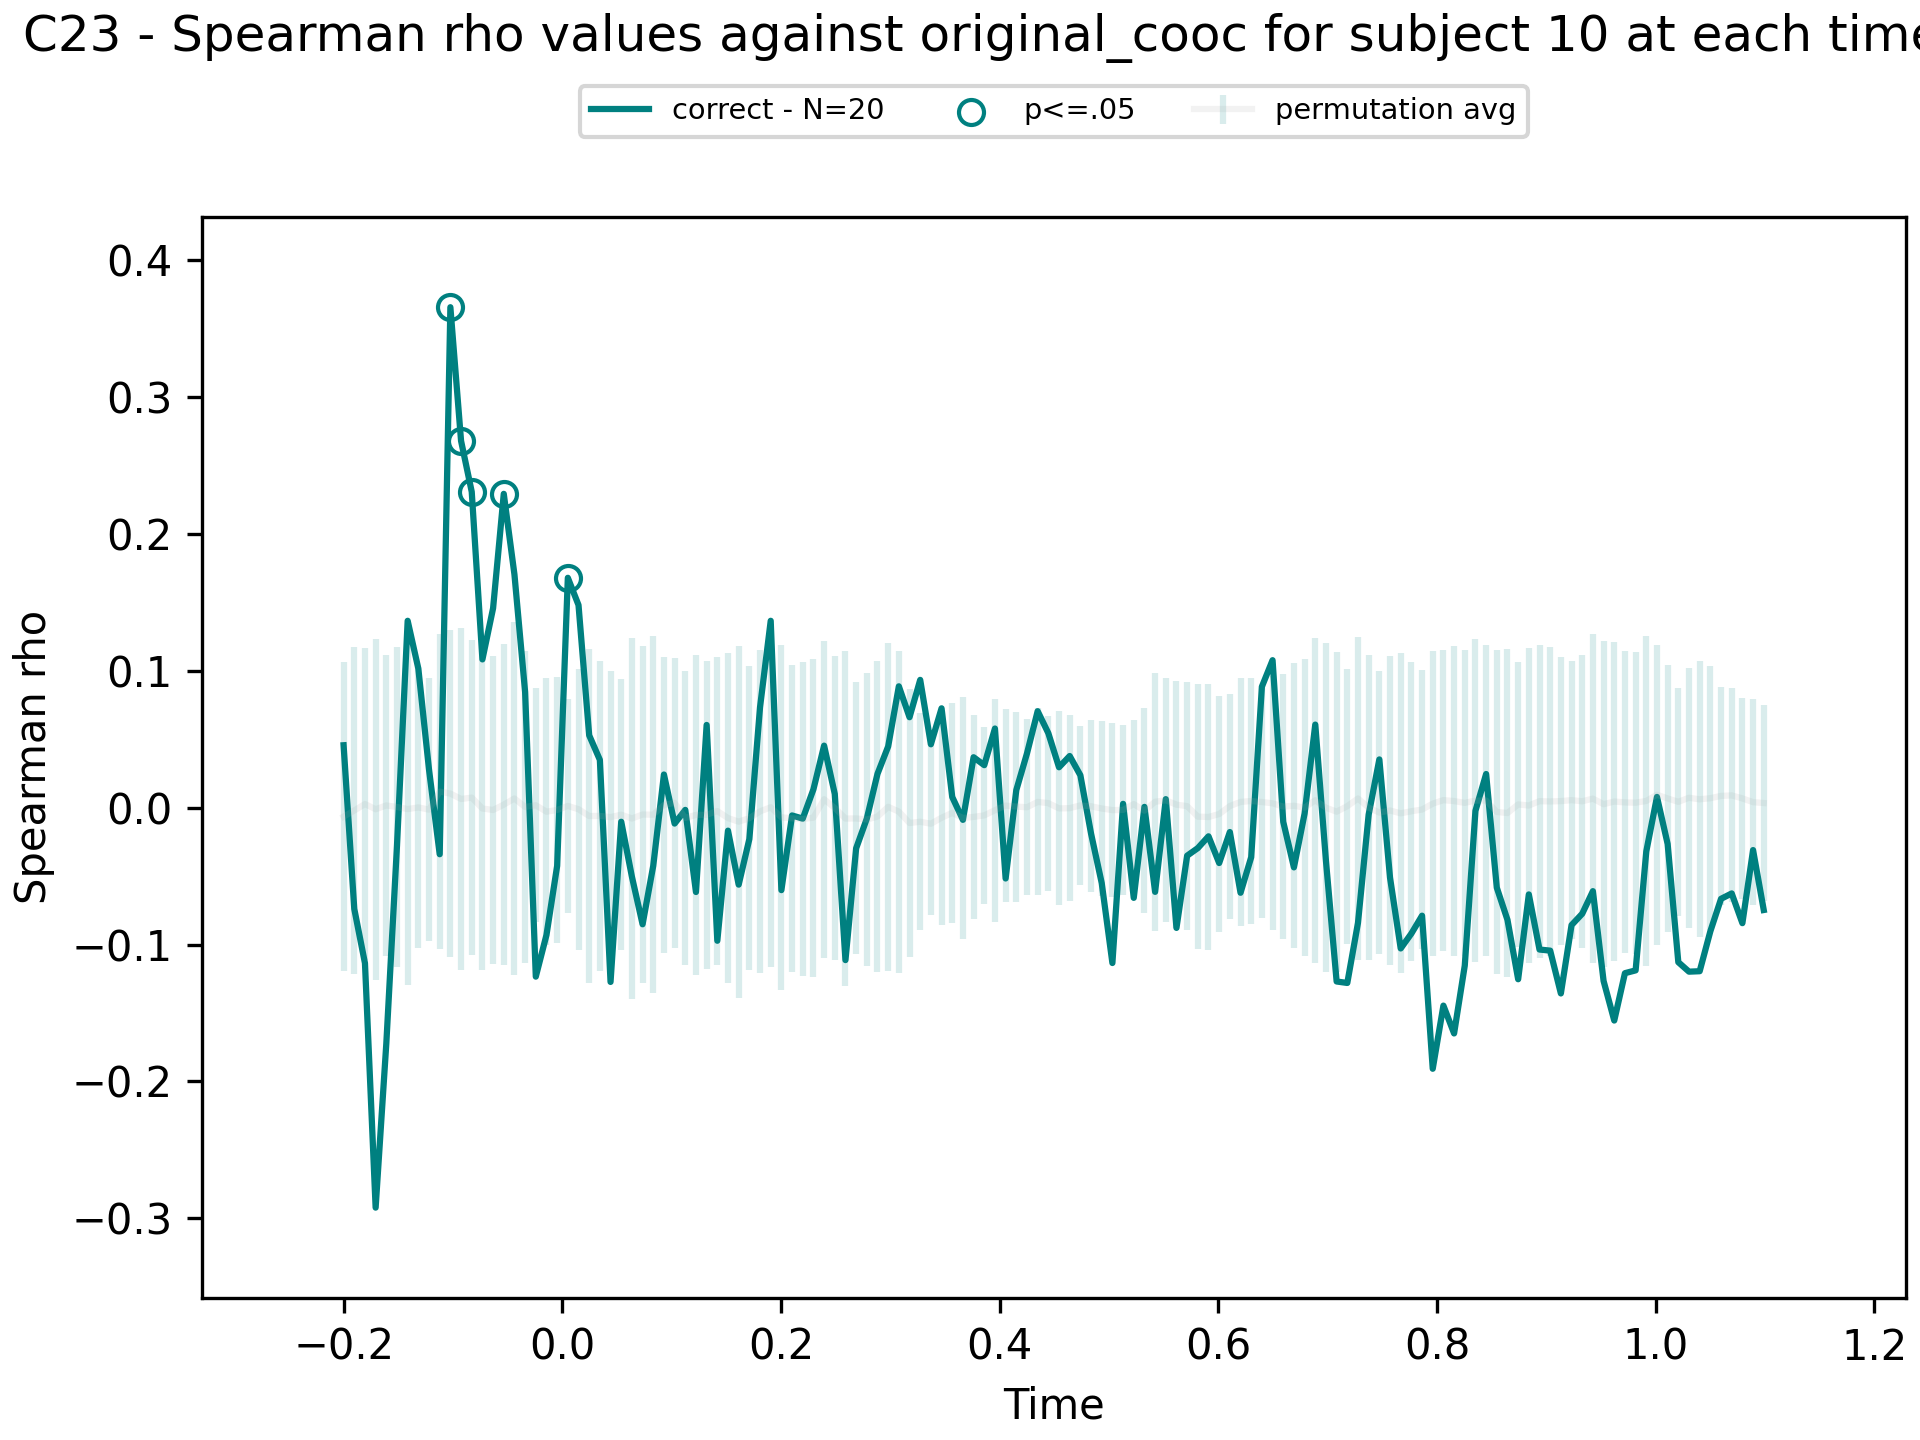 C23 - Spearman rho values against original_cooc for subject 10 at each time
correct - N=20 p<=.05 permutation avg
0.4
0.3
0.2
0.1
0.0
−0.1
−0.2
−0.3
Spearman rho
−0.2 0.0 0.2 0.4 0.6 0.8 1.0 1.2
Time